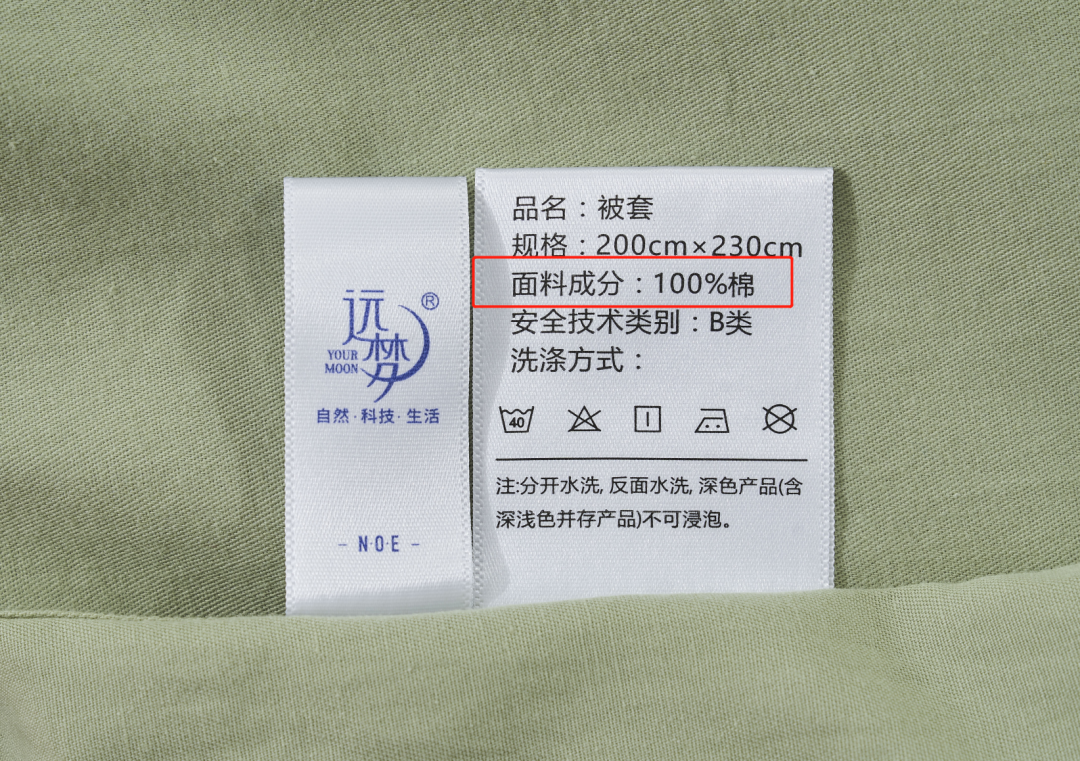 远梦®
YOUR
MOON
自然·科技·生活
- N·O·E -
品名：被套
规格：200cm×230cm
面料成分：100%棉
安全技术类别：B类
洗涤方式：
40
注:分开水洗, 反面水洗, 深色产品(含
深浅色并存产品)不可浸泡。